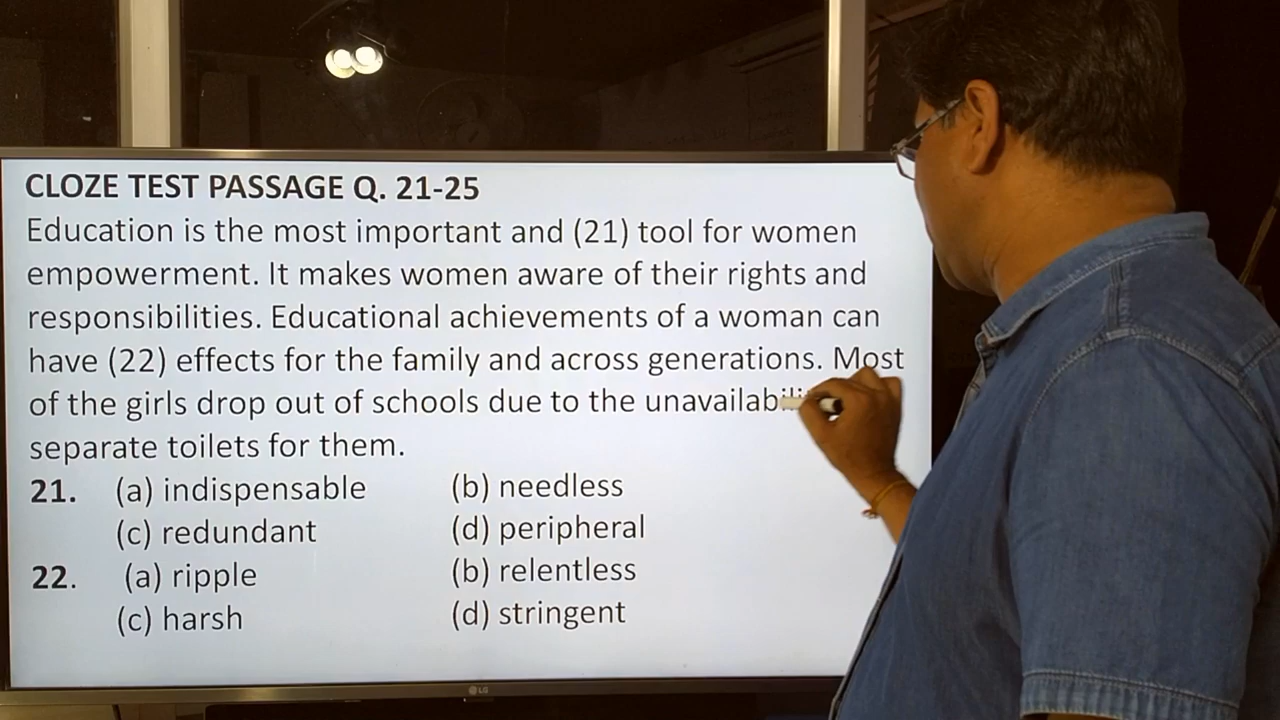 CLOZE TEST PASSAGE Q. 21-25
Education is the most important and (21) tool for women
empowerment. It makes women aware of their rights and
responsibilities. Educational achievements of a woman can
have (22) effects for the family and across generations. Most
of the girls drop out of schools due to the
separate toilets for them.
21. (a) indispensable (b) needless
(c) redundant (d) peripheral
22. (a) ripple (b) relentless
(c) harsh (d) stringent
LG